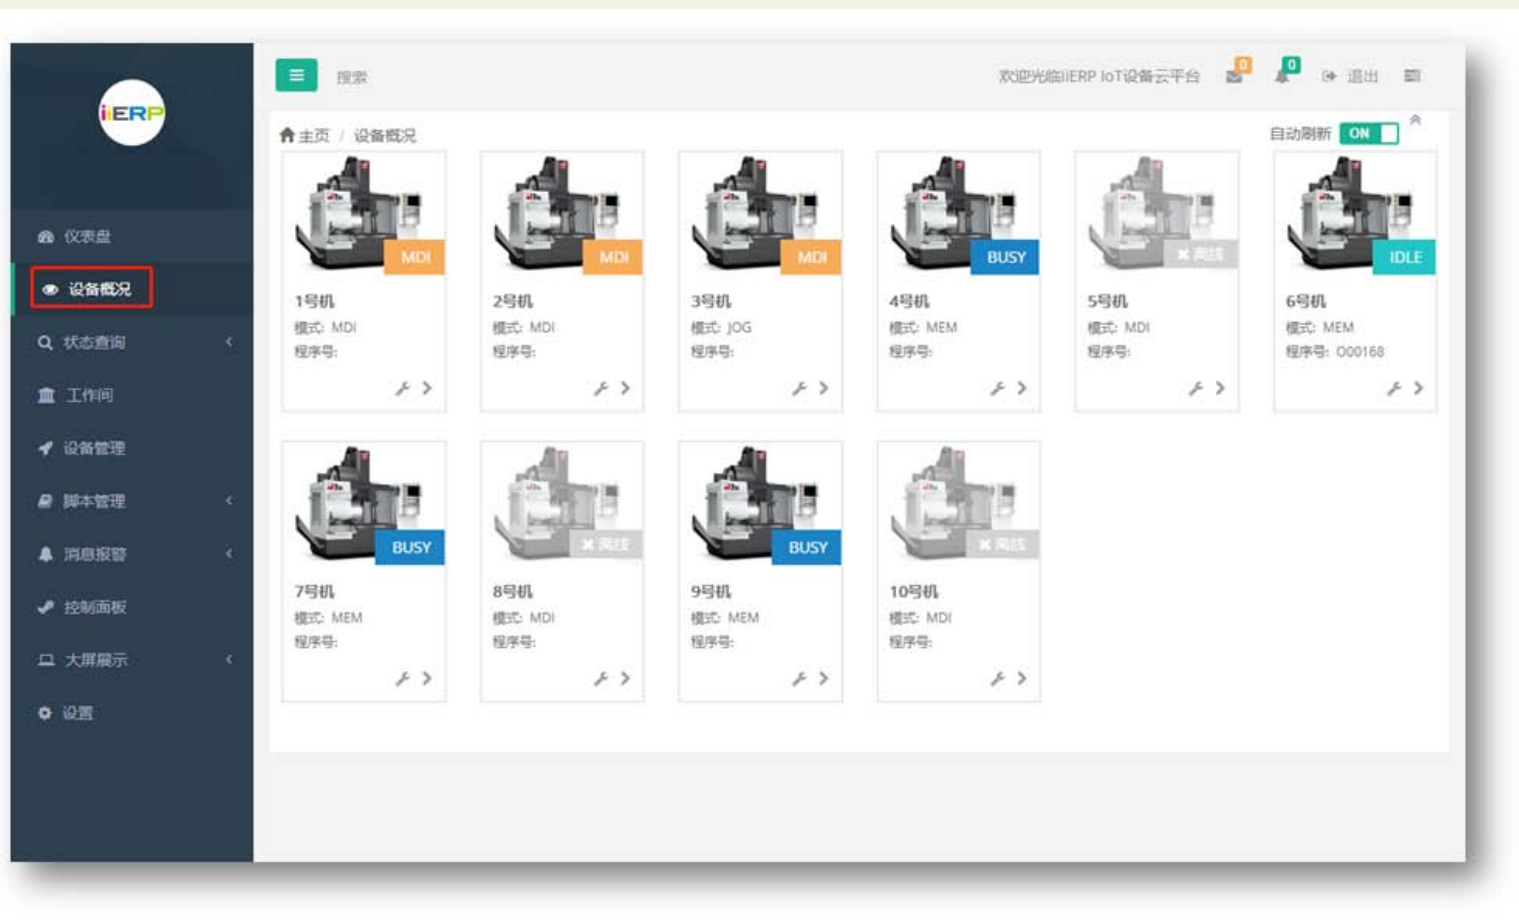 iiERP
搜索
欢迎光临iiERP IoT设备云平台
0
0
退出
主页 / 设备概况
自动刷新 ON
仪表盘
设备概况
状态查询
工作间
设备管理
脚本管理
消息报警
控制面板
大屏展示
设置
MDI
1号机
模式: MDI
程序号:
MDI
2号机
模式: MDI
程序号:
MDI
3号机
模式: JOG
程序号:
BUSY
4号机
模式: MEM
程序号:
离线
5号机
模式: MDI
程序号:
IDLE
6号机
模式: MEM
程序号: O00168
BUSY
7号机
模式: MEM
程序号:
离线
8号机
模式: MDI
程序号:
BUSY
9号机
模式: MEM
程序号:
离线
10号机
模式: MDI
程序号: